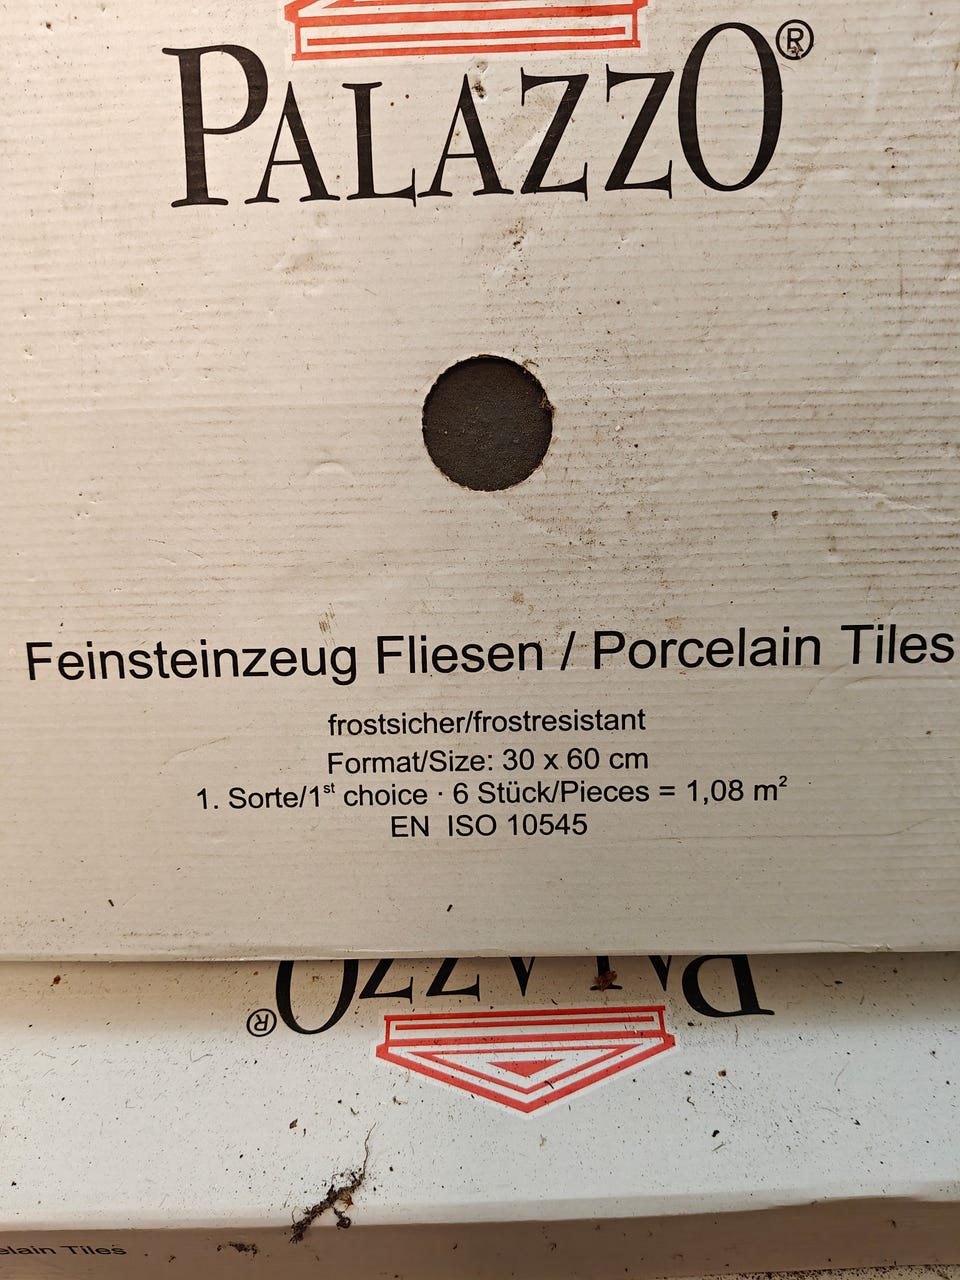 PALAZZO®
Feinsteinzeug Fliesen / Porcelain Tiles
frostsicher/frostresistant
Format/Size: 30 x 60 cm
1. Sorte/1st choice · 6 Stück/Pieces = 1,08 m²
EN ISO 10545
PALAZZO®
elain Tiles